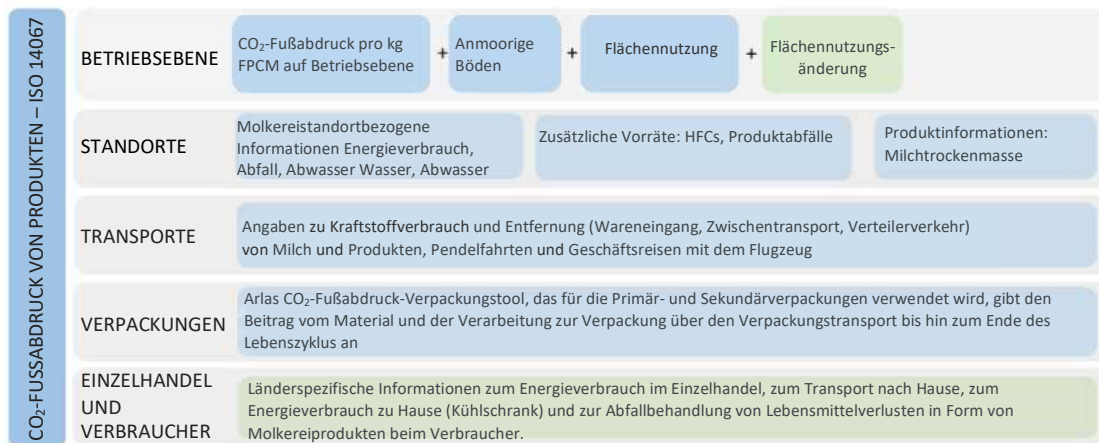 CO₂-FUSSABDRUCK VON PRODUKTEN – ISO 14067
BETRIEBSEBENE
CO₂-Fußabdruck pro kg
FPCM auf Betriebsebene
+
Anmoorige
Böden
+
Flächennutzung
+
Flächennutzungs-
änderung
STANDORTE
Molkereistandortbezogene
Informationen Energieverbrauch,
Abfall, Abwasser Wasser, Abwasser
Zusätzliche Vorräte: HFCs, Produktabfälle
Produktinformationen:
Milchtrockenmasse
TRANSPORTE
Angaben zu Kraftstoffverbrauch und Entfernung (Wareneingang, Zwischentransport, Verteilerverkehr)
von Milch und Produkten, Pendelfahrten und Geschäftsreisen mit dem Flugzeug
VERPACKUNGEN
Arlas CO₂-Fußabdruck-Verpackungstool, das für die Primär- und Sekundärverpackungen verwendet wird, gibt den
Beitrag vom Material und der Verarbeitung zur Verpackung über den Verpackungstransport bis hin zum Ende des
Lebenszyklus an
EINZELHANDEL
UND
VERBRAUCHER
Länderspezifische Informationen zum Energieverbrauch im Einzelhandel, zum Transport nach Hause, zum
Energieverbrauch zu Hause (Kühlschrank) und zur Abfallbehandlung von Lebensmittelverlusten in Form von
Molkereiprodukten beim Verbraucher.